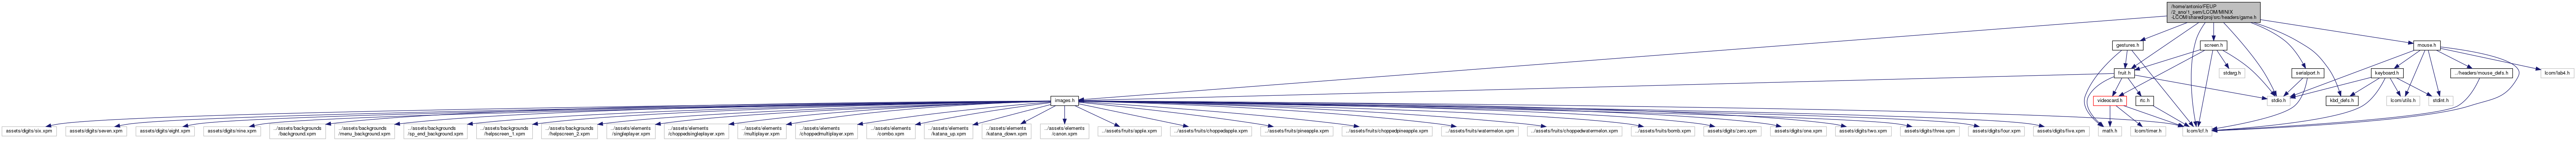 /home/antonio/FEUP
/2_ano/1_sem/LCOM/MINIX
-LCOM/shared/proj/src/headers/game.h
gestures.h
screen.h
mouse.h
fruit.h
stdarg.h
serialport.h
keyboard.h
../headers/mouse_defs.h
lcom/lab4.h
images.h
videocard.h
rtc.h
stdio.h
kbd_defs.h
lcom/utils.h
stdint.h
assets/digits/six.xpm
assets/digits/seven.xpm
assets/digits/eight.xpm
assets/digits/nine.xpm
../assets/backgrounds
/background.xpm
../assets/backgrounds
/menu_background.xpm
../assets/backgrounds
/sp_end_background.xpm
../assets/backgrounds
/helpscreen_1.xpm
../assets/backgrounds
/helpscreen_2.xpm
../assets/elements
/singleplayer.xpm
../assets/elements
/choppedsingleplayer.xpm
../assets/elements
/multiplayer.xpm
../assets/elements
/choppedmultiplayer.xpm
../assets/elements
/combo.xpm
../assets/elements
/katana_up.xpm
../assets/elements
/katana_down.xpm
../assets/elements
../assets/fruits/apple.xpm
../assets/fruits/choppedapple.xpm
../assets/fruits/pineapple.xpm
../assets/fruits/choppedpineapple.xpm
../assets/fruits/watermelon.xpm
../assets/fruits/choppedwatermelon.xpm
../assets/fruits/bomb.xpm
assets/digits/zero.xpm
assets/digits/one.xpm
assets/digits/two.xpm
assets/digits/three.xpm
assets/digits/four.xpm
assets/digits/five.xpm
math.h
lcom/timer.h
lcom/lcf.h